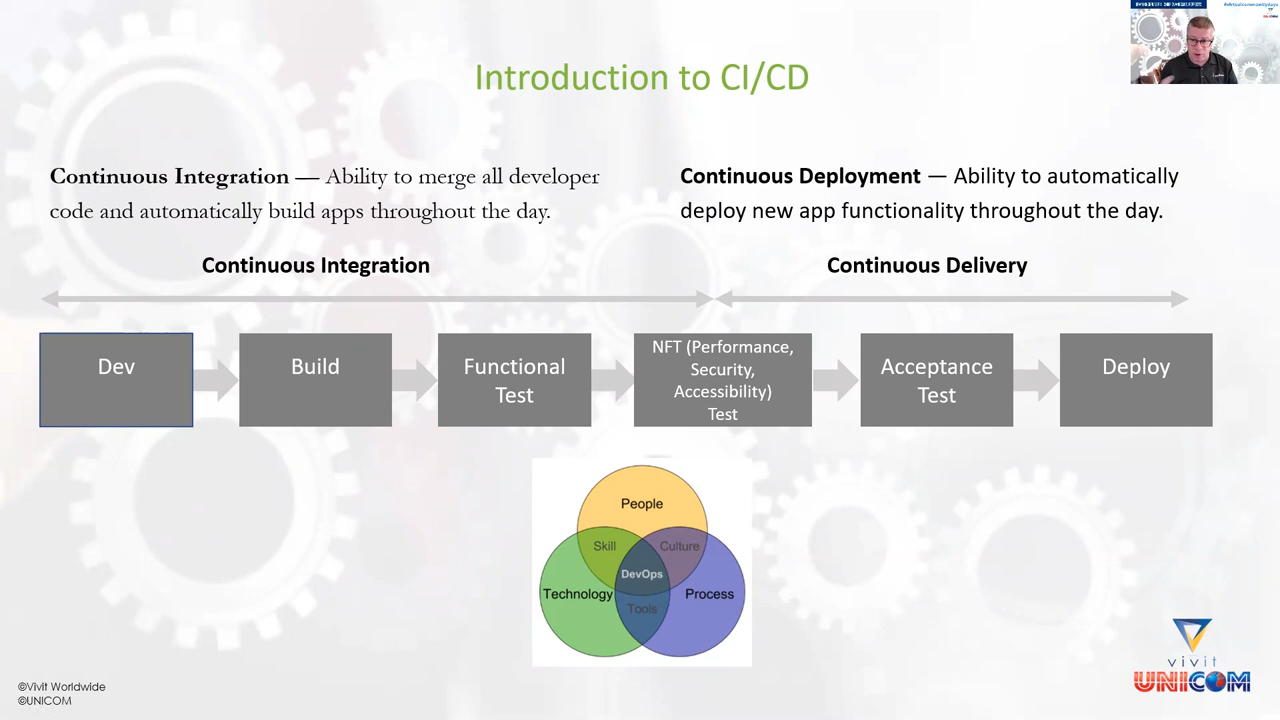 Introduction to CI/CD
Continuous Integration — Ability to merge all developer
code and automatically build apps throughout the day.
Continuous Deployment — Ability to automatically
deploy new app functionality throughout the day.
Continuous Integration
Continuous Delivery
Dev
Build
Functional
Test
NFT (Performance,
Security,
Accessibility)
Test
Acceptance
Test
Deploy
People
Skill
Culture
DevOps
Technology
Process
Tools
vivit
UNICOM
©Vivit Worldwide
©UNICOM